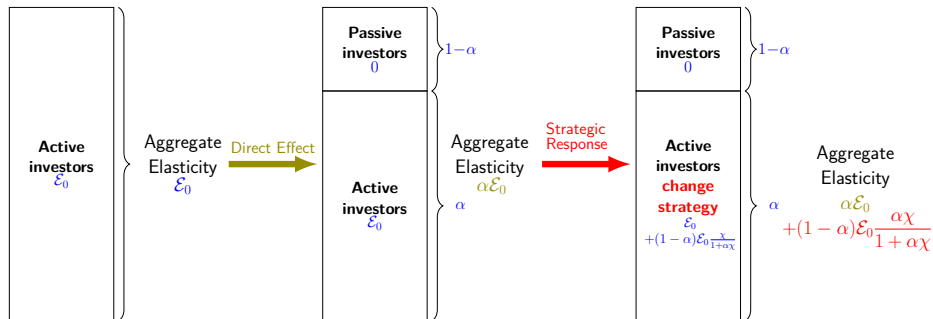 Active
investors
ℰ₀
Aggregate
Elasticity
ℰ₀
Direct Effect
Passive
investors
0
1−α
Active
investors
ℰ₀
α
Aggregate
Elasticity
αℰ₀
Strategic
Response
Passive
investors
0
1−α
Active
investors
change
strategy
ℰ₀
+(1 − α)ℰ₀ χ/(1+αχ)
α
Aggregate
Elasticity
αℰ₀
+(1 − α)ℰ₀ αχ/(1 + αχ)